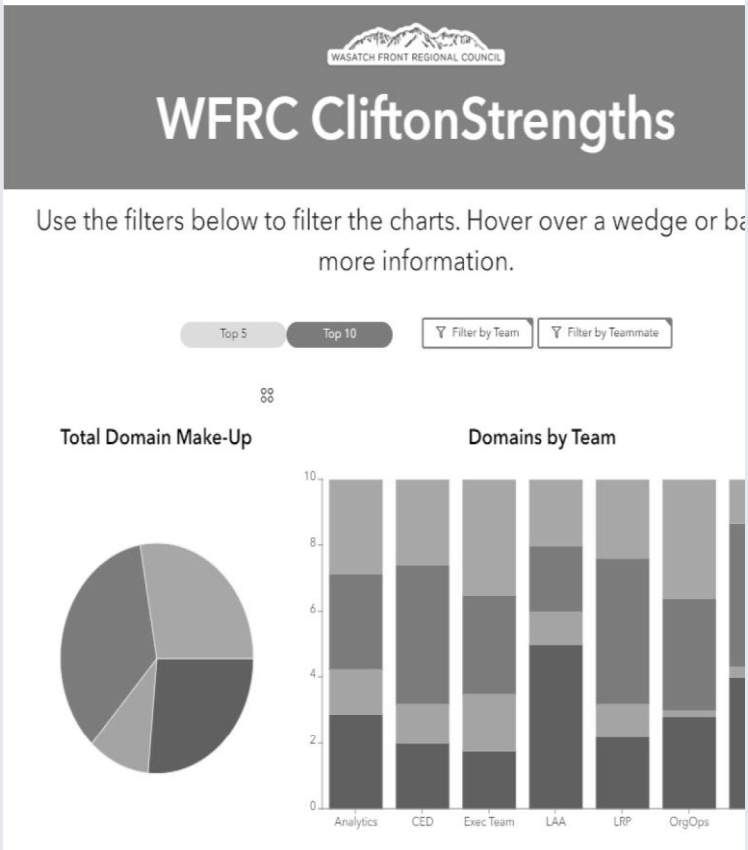 WASATCH FRONT REGIONAL COUNCIL
WFRC CliftonStrengths
Use the filters below to filter the charts. Hover over a wedge or ba
more information.
Top 5
Top 10
Filter by Team
Filter by Teammate
Total Domain Make-Up
Domains by Team
10
8
6
4
2
0
Analytics
CED
Exec Team
LAA
LRP
OrgOps